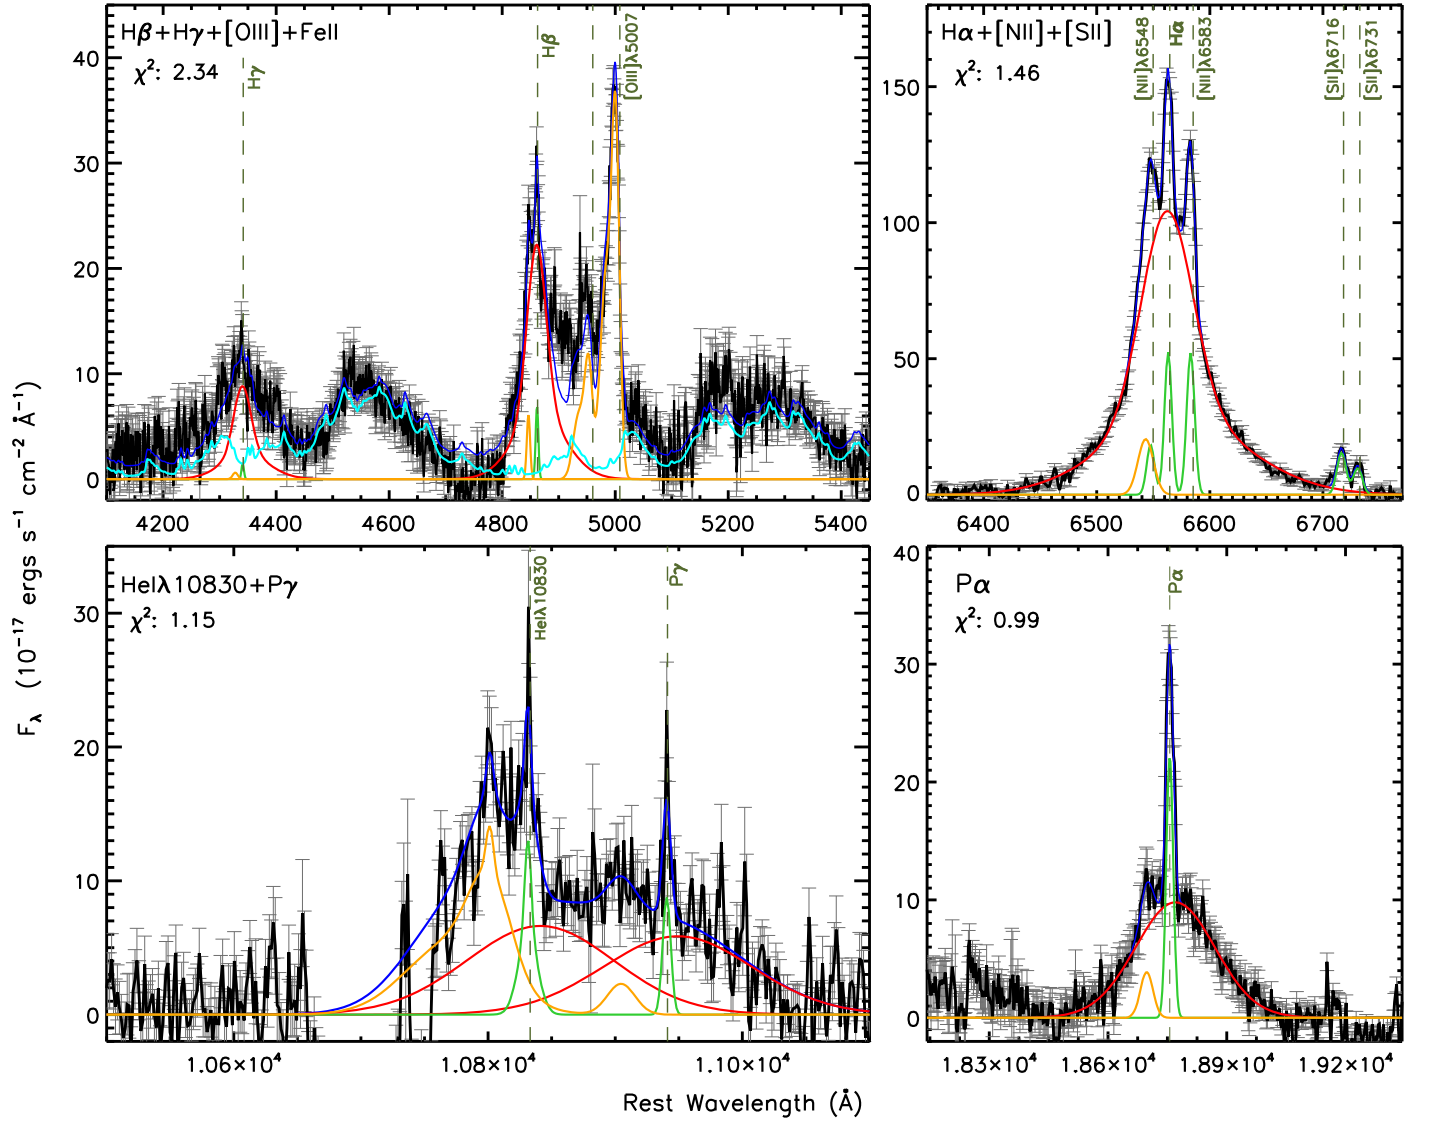 Hβ+Hγ+[OIII]+FeII
χ²: 2.34
Hγ
Hβ
[OIII]λ5007
40
30
20
10
0
4200 4400 4600 4800 5000 5200 5400
Hα+[NII]+[SII]
χ²: 1.46
[NII]λ6548
Hα
[NII]λ6583
[SII]λ6716
[SII]λ6731
150
100
50
0
6400 6500 6600 6700
HeIλ10830+Pγ
χ²: 1.15
HeIλ10830
Pγ
30
20
10
0
1.06×10⁴ 1.08×10⁴ 1.10×10⁴
Pα
χ²: 0.99
Pα
40
30
20
10
0
1.83×10⁴ 1.86×10⁴ 1.89×10⁴ 1.92×10⁴
F_λ (10⁻¹⁷ ergs s⁻¹ cm⁻² Å⁻¹)
Rest Wavelength (Å)